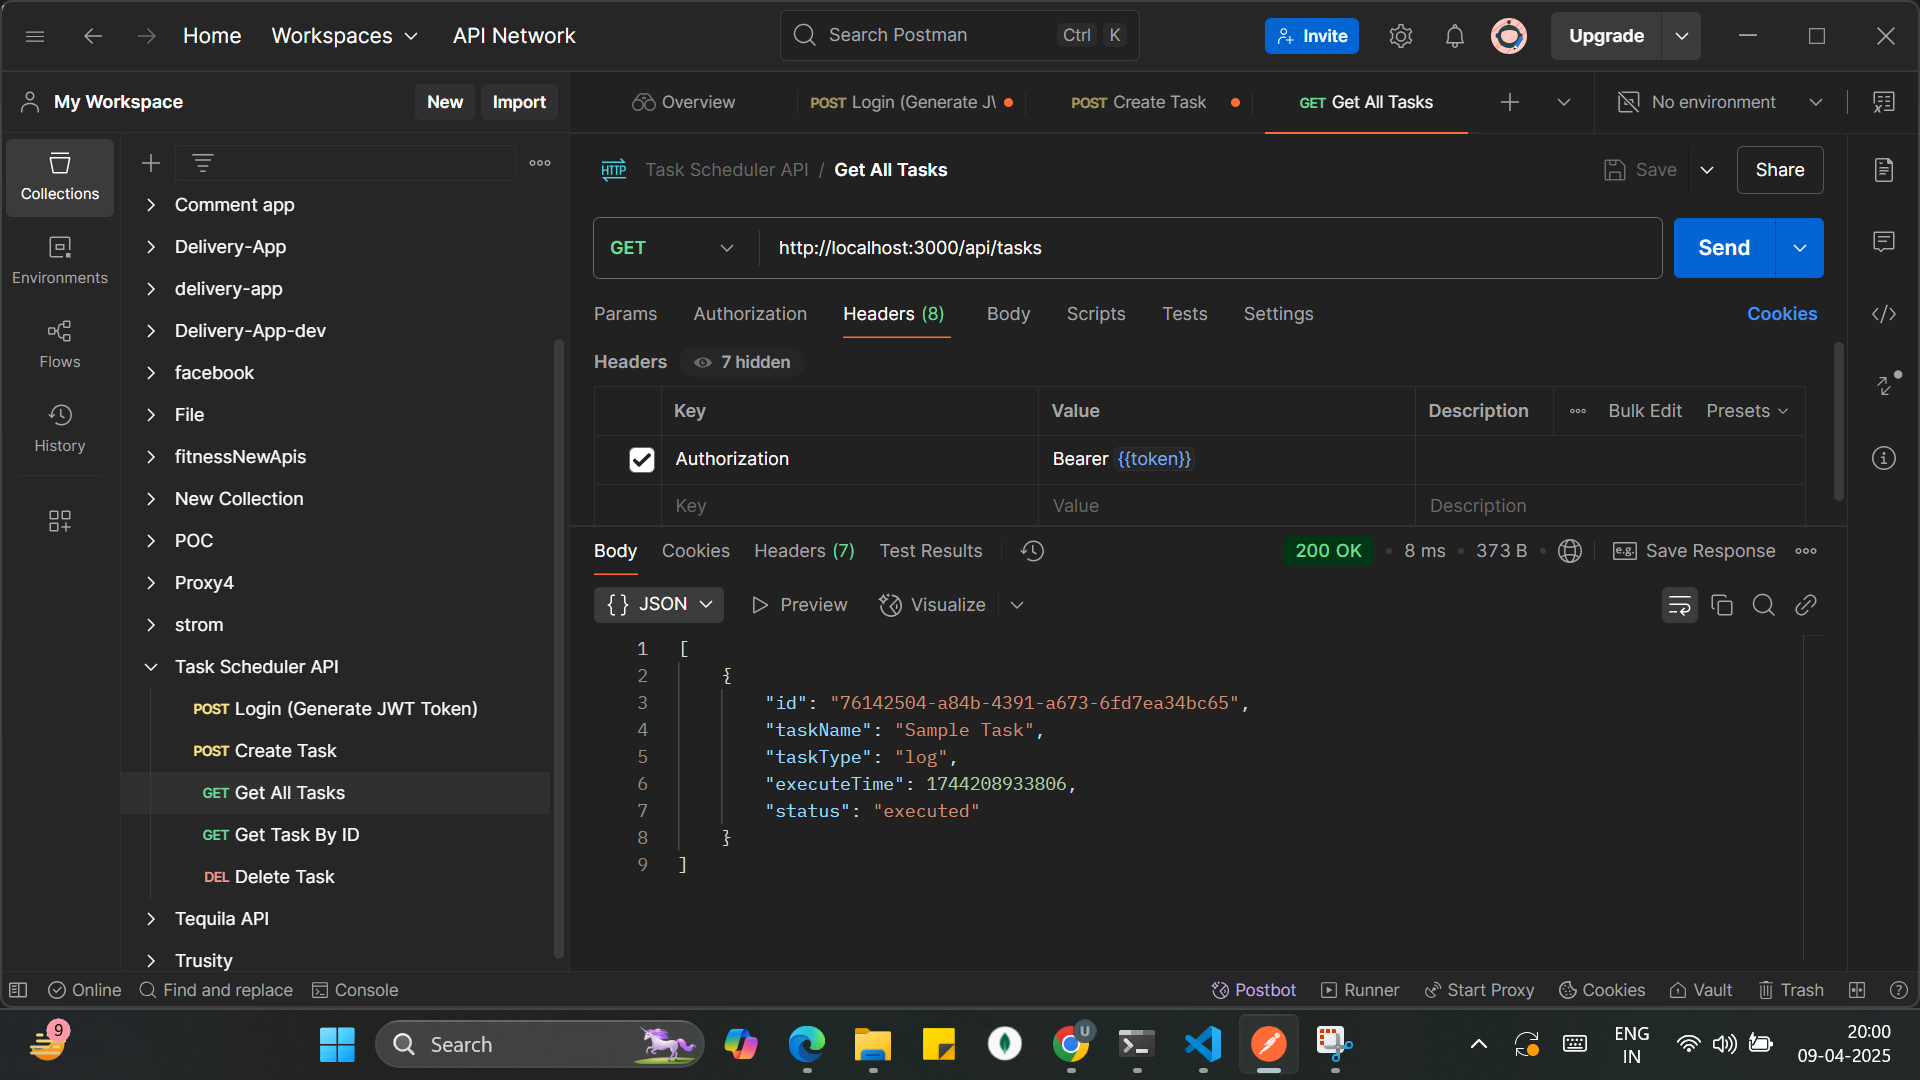 Home
Workspaces
API Network
Search Postman
Ctrl K
Invite
Upgrade
My Workspace
New
Import
Overview
POST Login (Generate JW
POST Create Task
GET Get All Tasks
No environment
Collections
Environments
Flows
History
Comment app
Delivery-App
delivery-app
Delivery-App-dev
facebook
File
fitnessNewApis
New Collection
POC
Proxy4
strom
Task Scheduler API
POST Login (Generate JWT Token)
POST Create Task
GET Get All Tasks
GET Get Task By ID
DEL Delete Task
Tequila API
Trusity
HTTP
Task Scheduler API / Get All Tasks
Save
Share
GET
http://localhost:3000/api/tasks
Send
Params
Authorization
Headers (8)
Body
Scripts
Tests
Settings
Cookies
Headers
7 hidden
Key
Value
Description
Bulk Edit
Presets
Authorization
Bearer {{token}}
Key
Value
Description
Body
Cookies
Headers (7)
Test Results
200 OK
8 ms
373 B
e.g.
Save Response
{} JSON
Preview
Visualize
1 [
2 {
3 "id": "76142504-a84b-4391-a673-6fd7ea34bc65",
4 "taskName": "Sample Task",
5 "taskType": "log",
6 "executeTime": 1744208933806,
7 "status": "executed"
8 }
9 ]
Online
Find and replace
Console
Postbot
Runner
Start Proxy
Cookies
Vault
Trash
9
Search
U
ENG
IN
20:00
09-04-2025